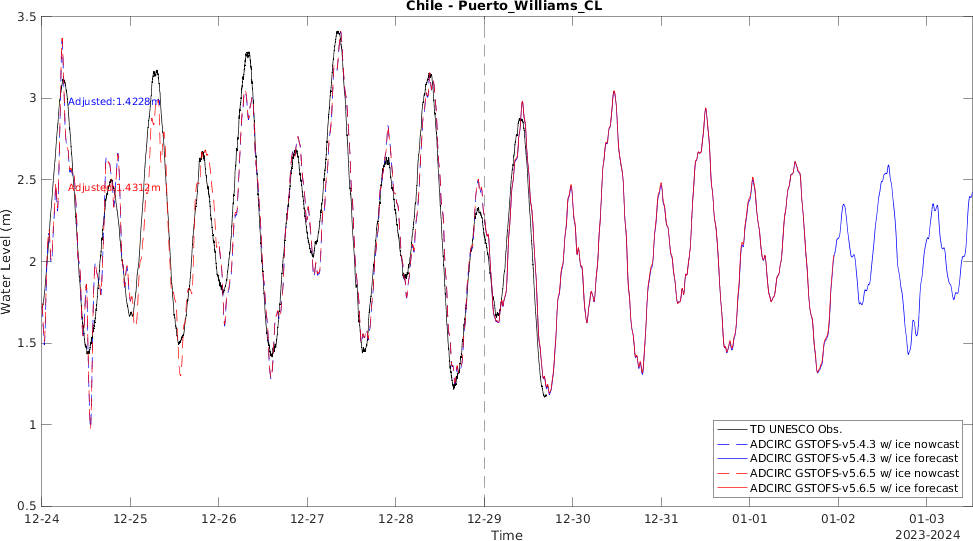 Chile - Puerto_Williams_CL
3.5
3
2.5
2
1.5
1
0.5
Water Level (m)
Adjusted:1.4228m
Adjusted:1.4312m
TD UNESCO Obs.
ADCIRC GSTOFS-v5.4.3 w/ ice nowcast
ADCIRC GSTOFS-v5.4.3 w/ ice forecast
ADCIRC GSTOFS-v5.6.5 w/ ice nowcast
ADCIRC GSTOFS-v5.6.5 w/ ice forecast
12-24 12-25 12-26 12-27 12-28 12-29 12-30 12-31 01-01 01-02 01-03
Time
2023-2024